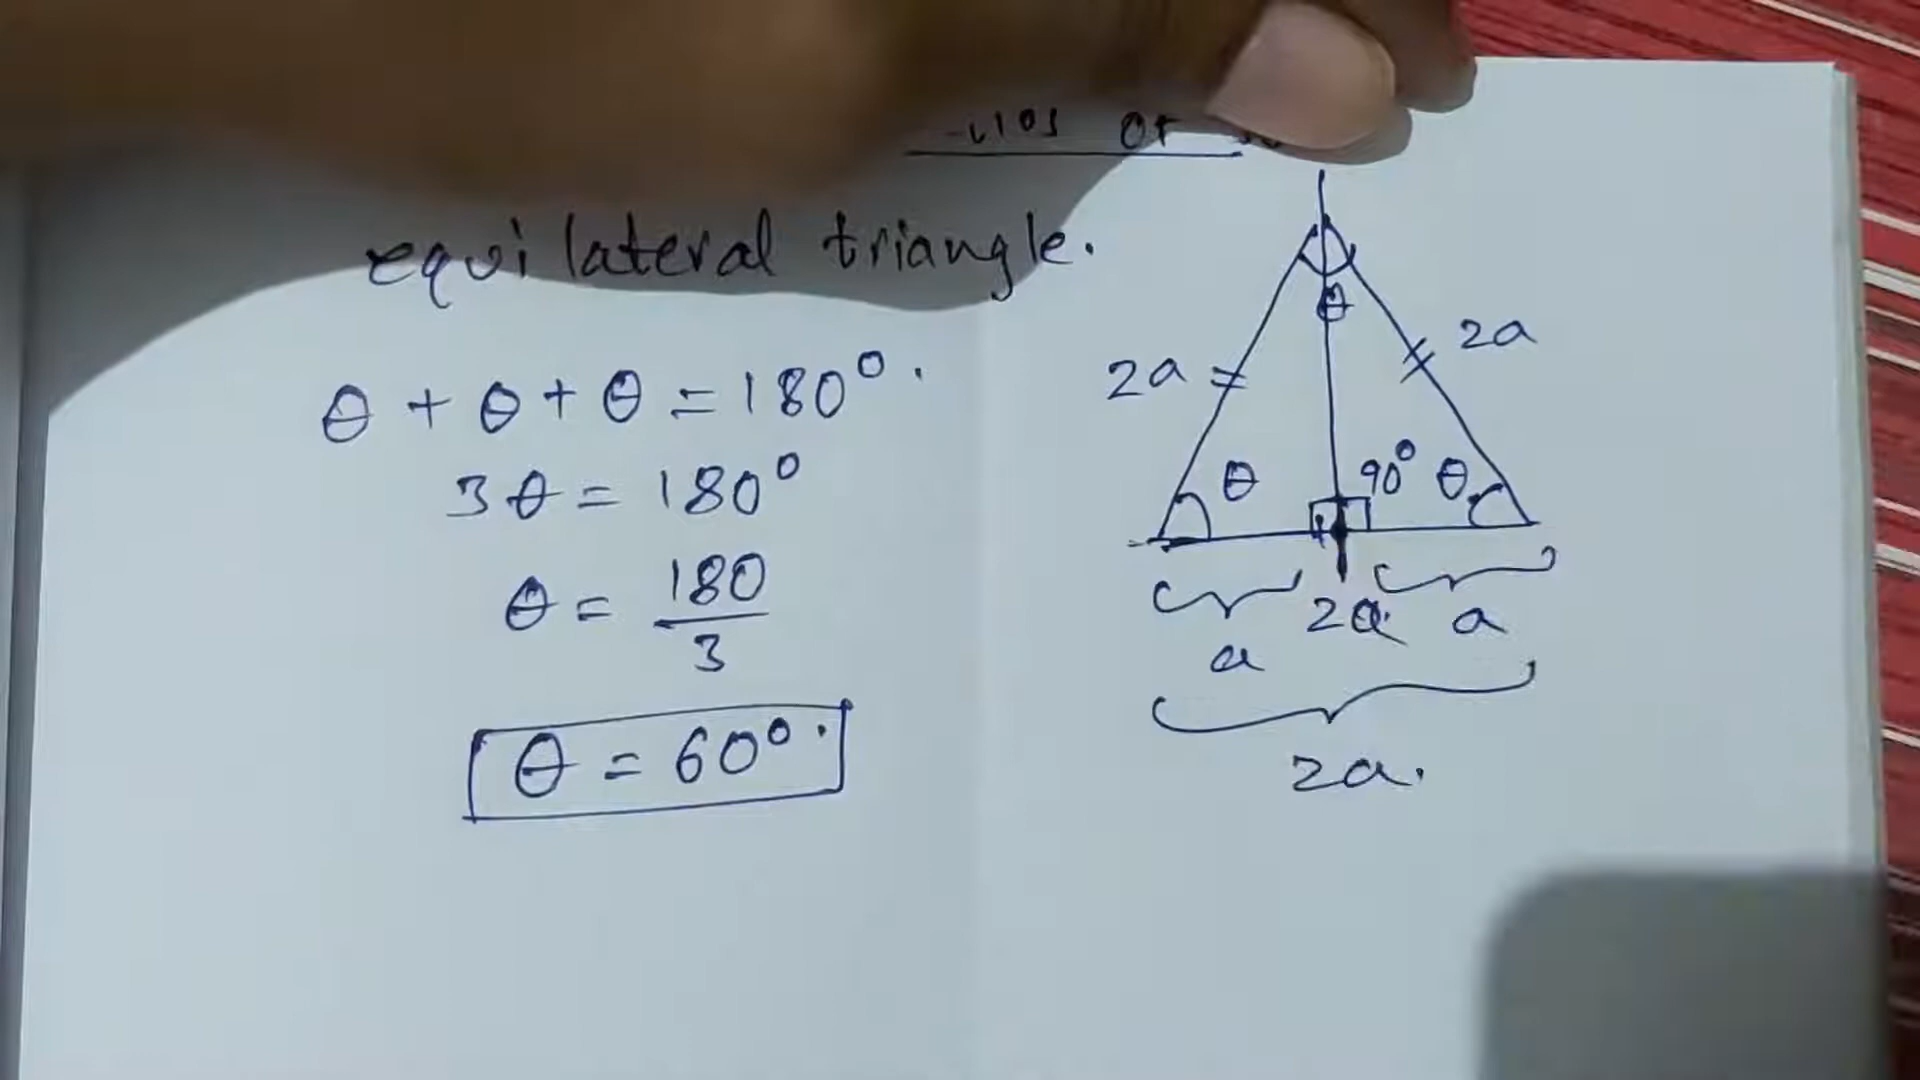 equilateral triangle.
θ + θ + θ = 180°.
3θ = 180°
θ = 180/3
θ = 60°.
θ
2a
2a
θ
90°
θ
a
2a
a
2a.